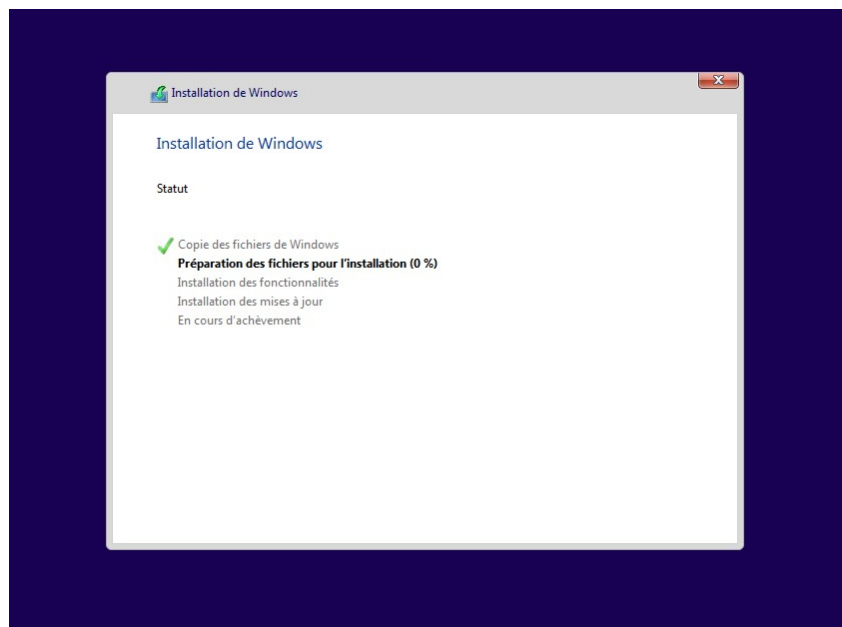 Installation de Windows
Installation de Windows
Statut
Copie des fichiers de Windows
Préparation des fichiers pour l'installation (0 %)
Installation des fonctionnalités
Installation des mises à jour
En cours d'achèvement